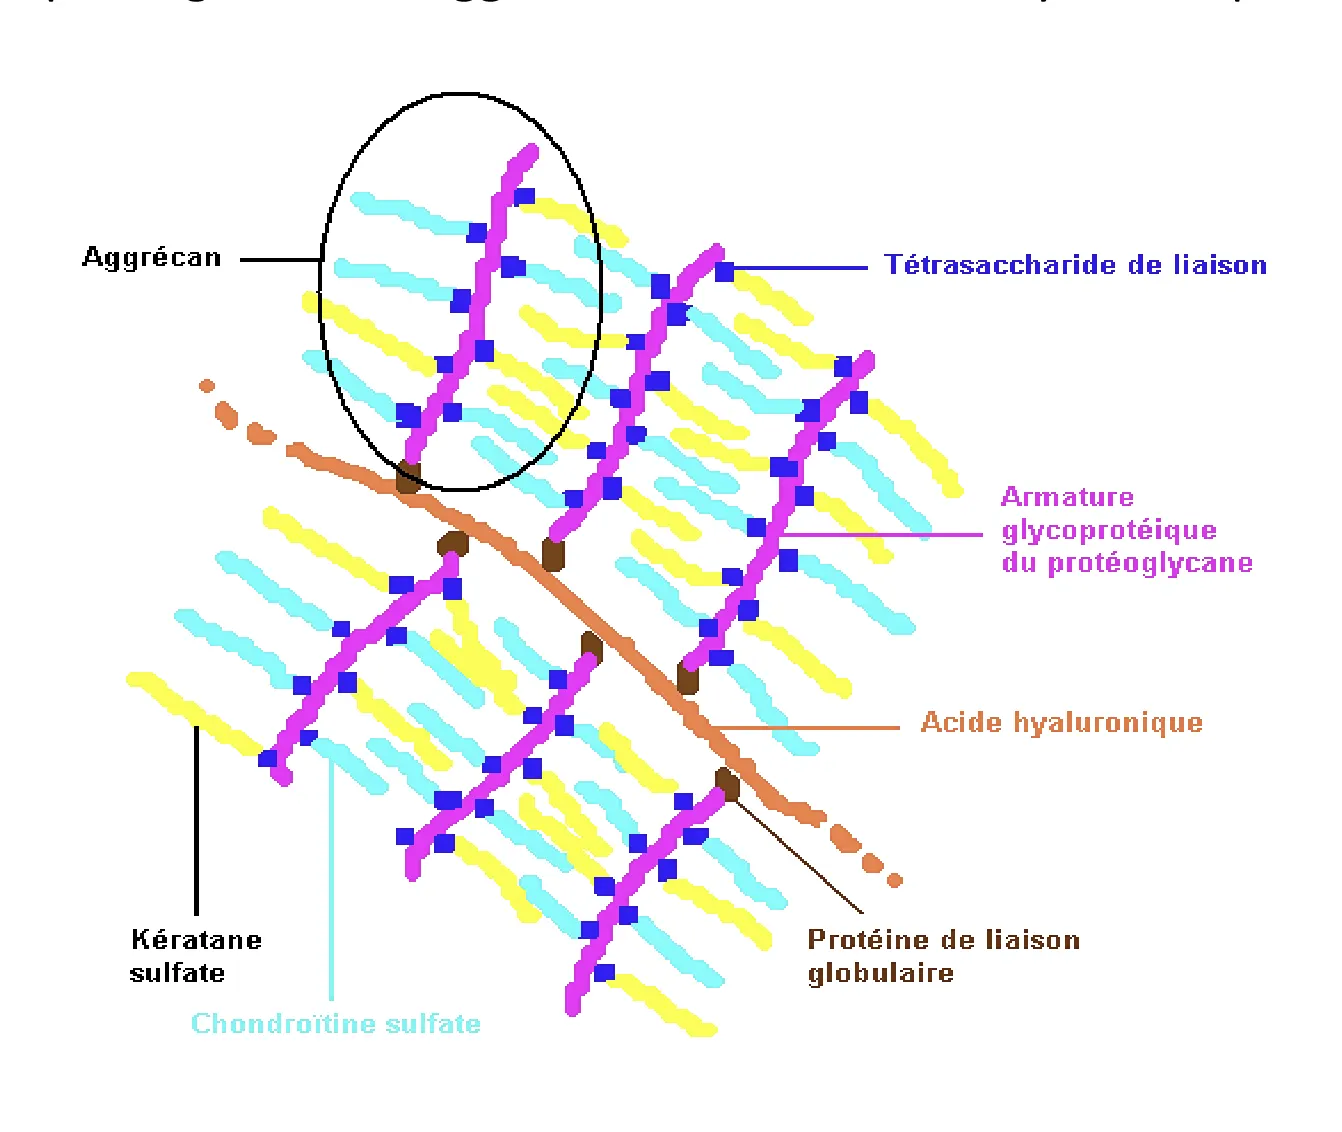 Aggrécan
Tétrasaccharide de liaison
Armature
glycoprotéique
du protéoglycane
Acide hyaluronique
Kératane
sulfate
Protéine de liaison
globulaire
Chondroïtine sulfate